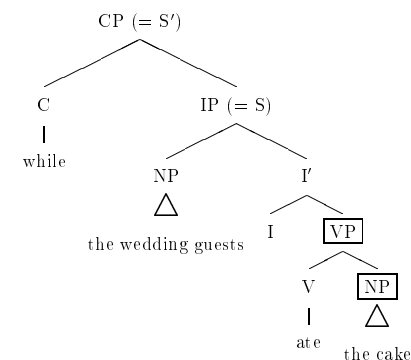 CP (= S′)
C IP (= S)
while
NP I′
the wedding guests I VP
V NP
ate
the cake